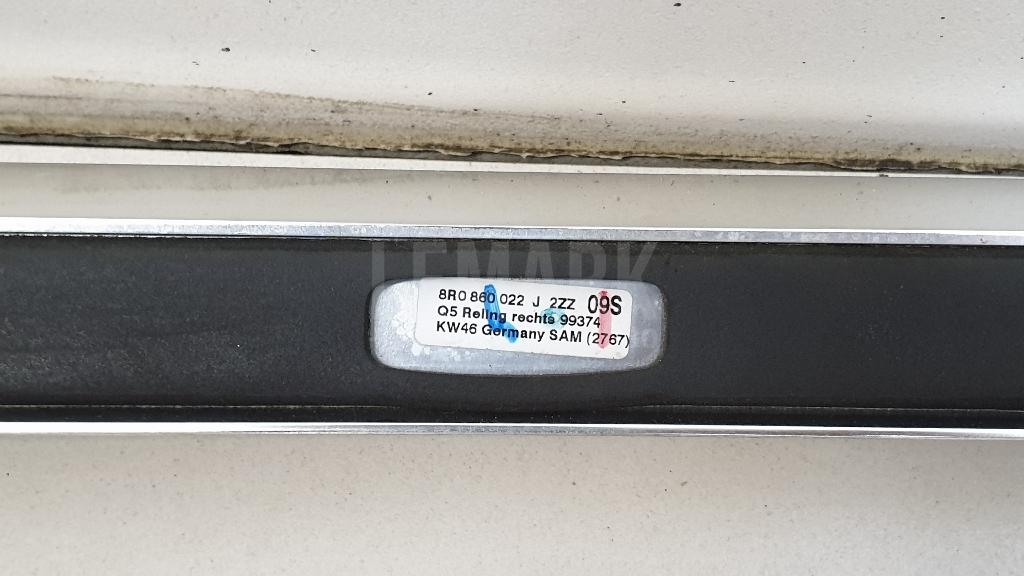 LEMARK
8R0 860 022 J 2ZZ 09S
Q5 Reling rechts 99374
KW46 Germany SAM (2767)